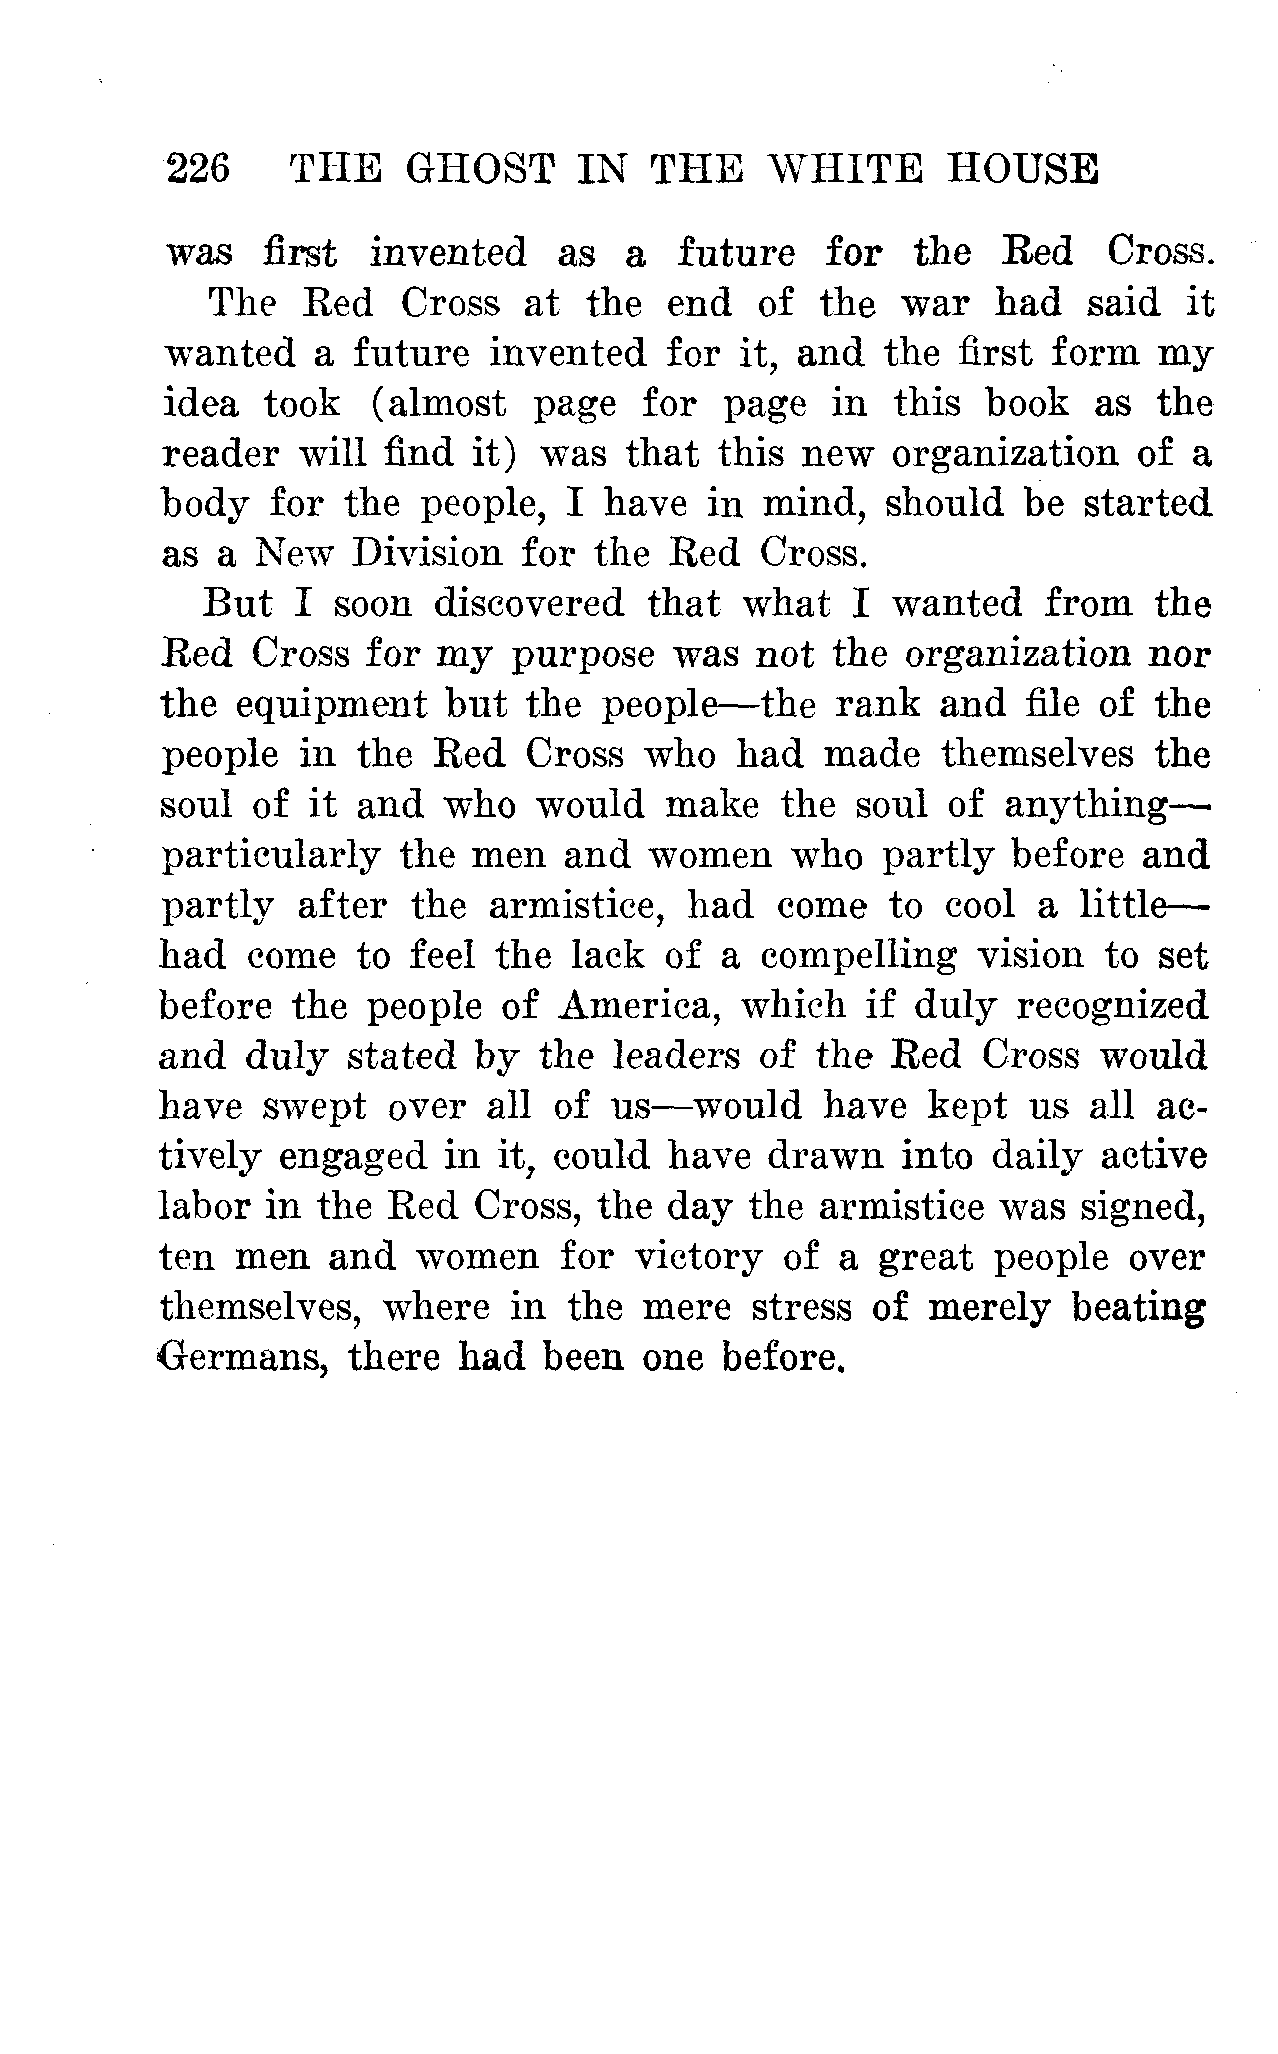 226 THE GHOST IN THE WHITE HOUSE
was first invented as a future for the Red Cross.
The Red Cross at the end of the war had said it
wanted a future invented for it, and the first form my
idea took (almost page for page in this book as the
reader will find it) was that this new organization of a
body for the people, I have in mind, should be started
as a New Division for the Red Cross.
But I soon discovered that what I wanted from the
Red Cross for my purpose was not the organization nor
the equipment but the people—the rank and file of the
people in the Red Cross who had made themselves the
soul of it and who would make the soul of anything—
particularly the men and women who partly before and
partly after the armistice, had come to cool a little—
had come to feel the lack of a compelling vision to set
before the people of America, which if duly recognized
and duly stated by the leaders of the Red Cross would
have swept over all of us—would have kept us all ac-
tively engaged in it, could have drawn into daily active
labor in the Red Cross, the day the armistice was signed,
ten men and women for victory of a great people over
themselves, where in the mere stress of merely beating
Germans, there had been one before.